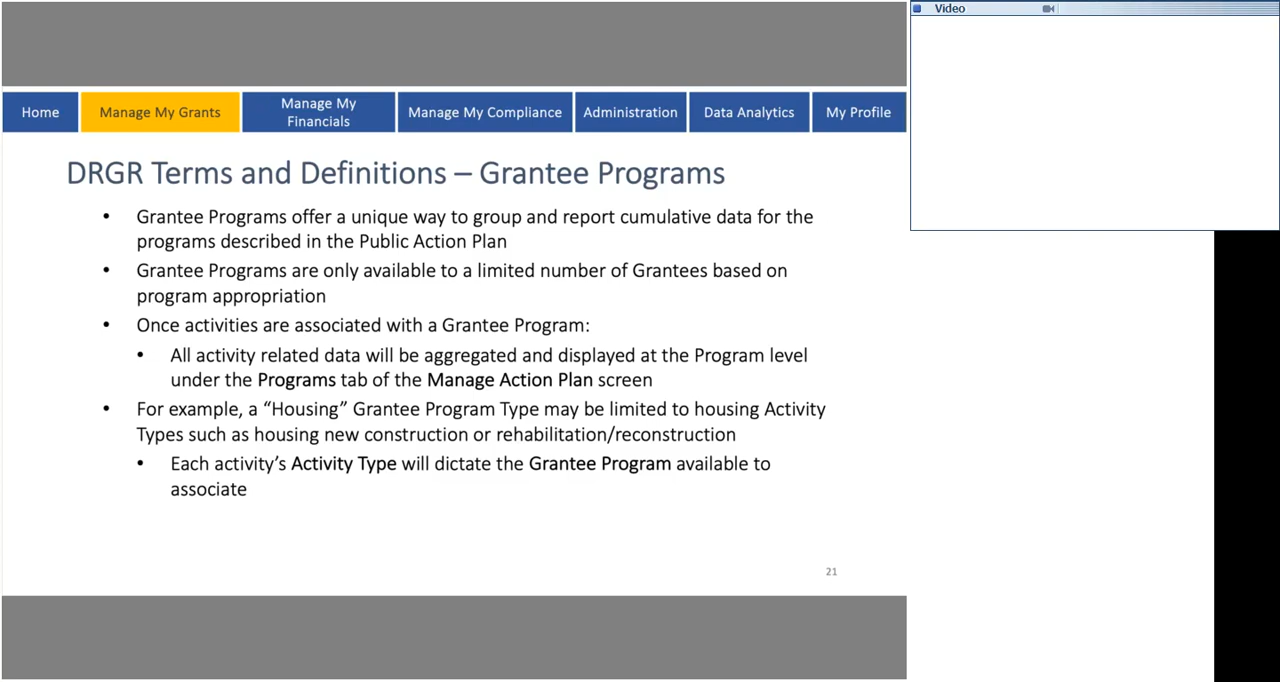 Video
Home
Manage My Grants
Manage My
Financials
Manage My Compliance
Administration
Data Analytics
My Profile
DRGR Terms and Definitions – Grantee Programs
• Grantee Programs offer a unique way to group and report cumulative data for the
programs described in the Public Action Plan
• Grantee Programs are only available to a limited number of Grantees based on
program appropriation
• Once activities are associated with a Grantee Program:
• All activity related data will be aggregated and displayed at the Program level
under the Programs tab of the Manage Action Plan screen
• For example, a “Housing” Grantee Program Type may be limited to housing Activity
Types such as housing new construction or rehabilitation/reconstruction
• Each activity’s Activity Type will dictate the Grantee Program available to
associate
21